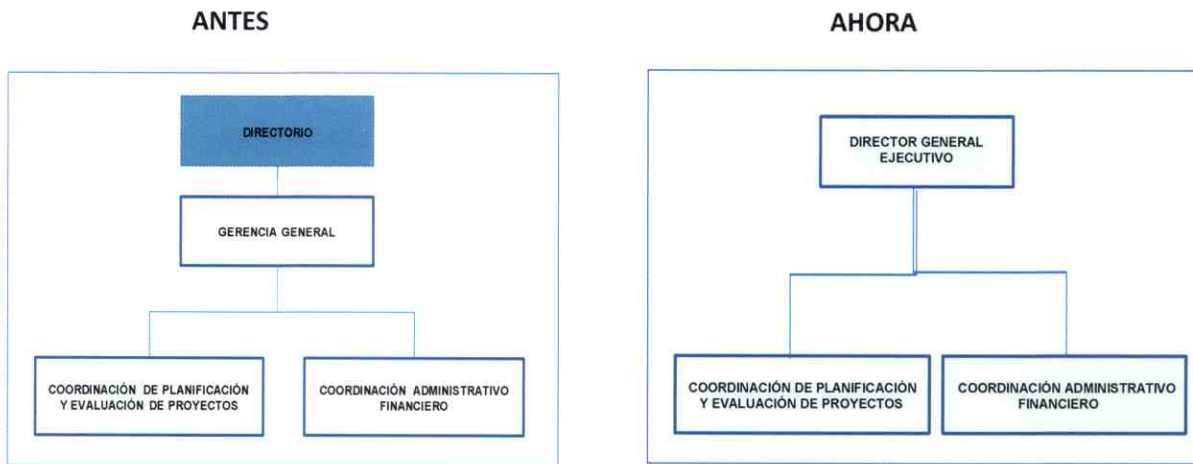 ANTES
DIRECTORIO
GERENCIA GENERAL
COORDINACIÓN DE PLANIFICACIÓN
Y EVALUACIÓN DE PROYECTOS
COORDINACIÓN ADMINISTRATIVO
FINANCIERO
AHORA
DIRECTOR GENERAL
EJECUTIVO
COORDINACIÓN DE PLANIFICACIÓN
Y EVALUACIÓN DE PROYECTOS
COORDINACIÓN ADMINISTRATIVO
FINANCIERO